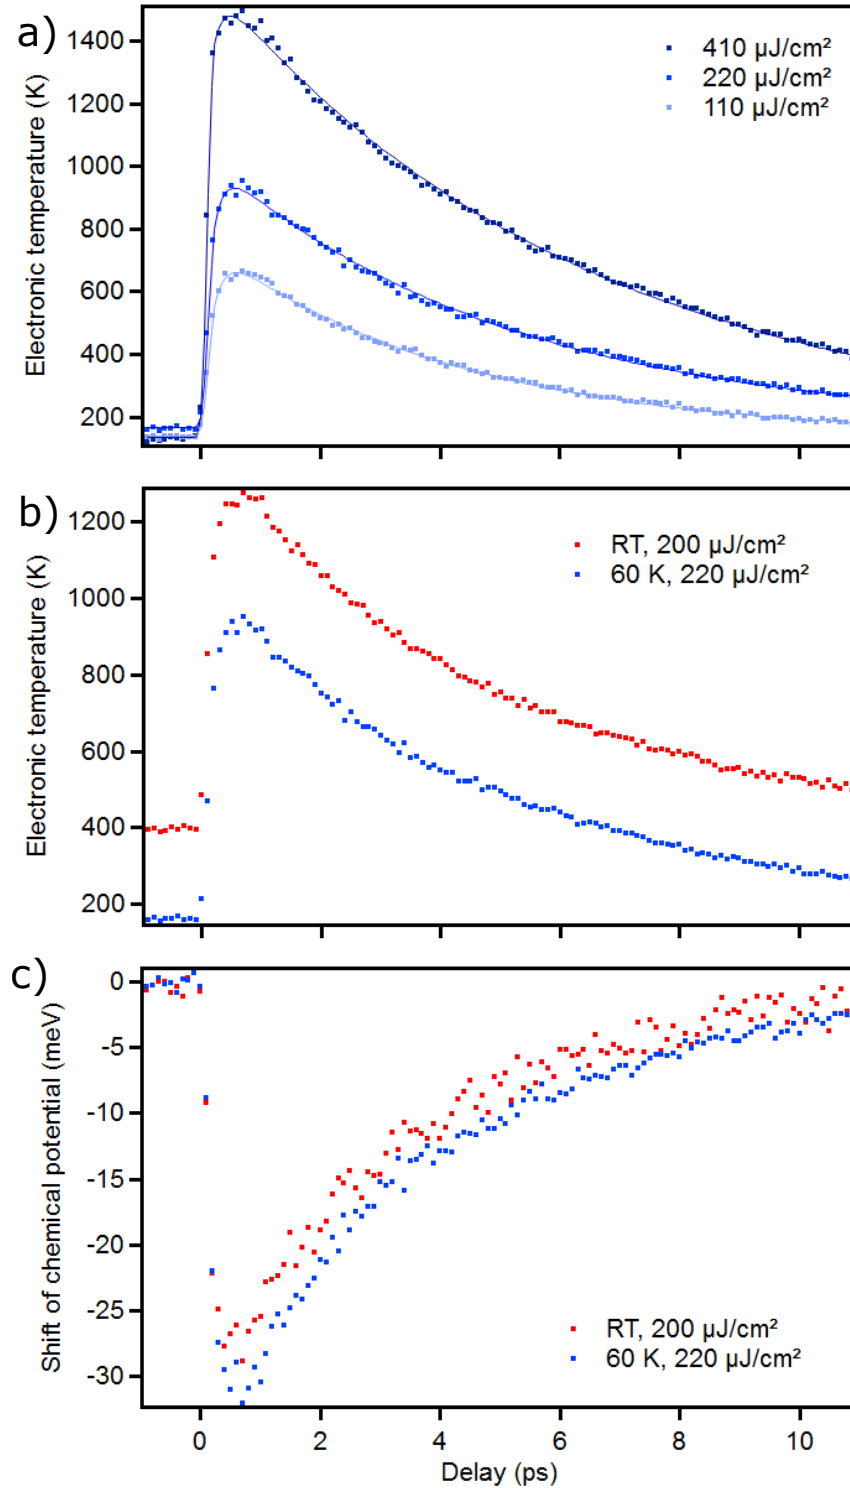 a)
1400
1200
1000
800
600
400
200
Electronic temperature (K)
410 µJ/cm²
220 µJ/cm²
110 µJ/cm²
b)
1200
1000
800
600
400
200
Electronic temperature (K)
RT, 200 µJ/cm²
60 K, 220 µJ/cm²
c)
0
-5
-10
-15
-20
-25
-30
Shift of chemical potential (meV)
RT, 200 µJ/cm²
60 K, 220 µJ/cm²
0 2 4 6 8 10
Delay (ps)